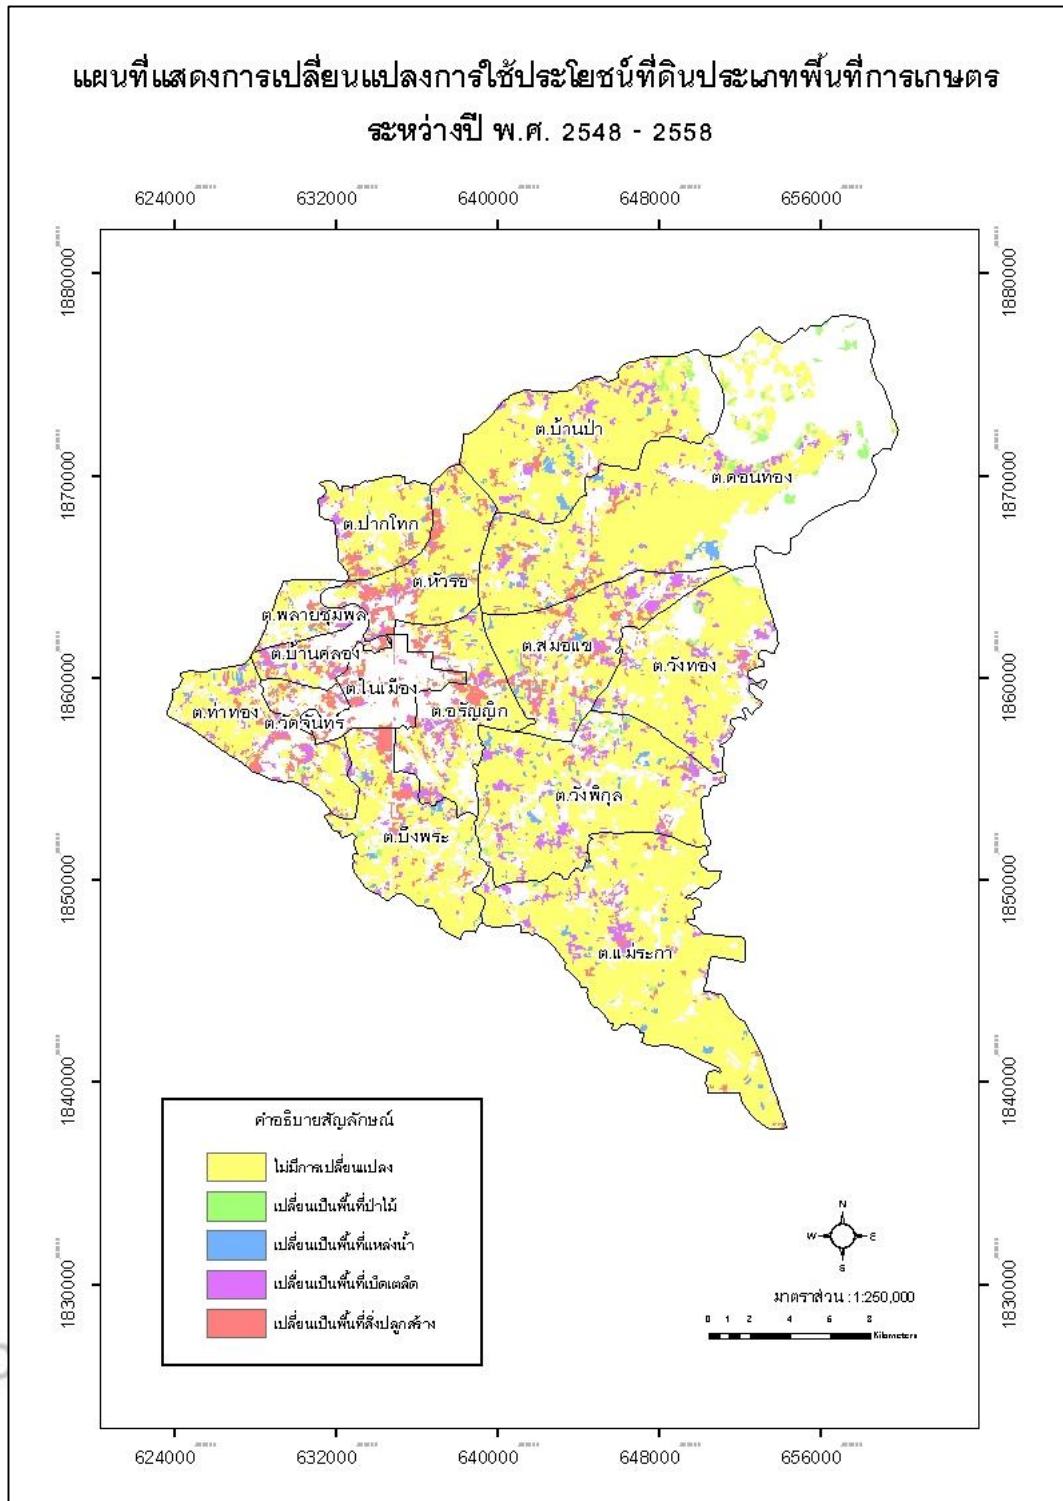 แผนที่แสดงการเปลี่ยนแปลงการใช้ประโยชน์ที่ดินประเภทพื้นที่การเกษตร
ระหว่างปี พ.ศ. 2548 - 2558
624000 632000 640000 648000 656000
1880000 1880000
1870000 1870000
1860000 1860000
1850000 1850000
1840000 1840000
1830000 1830000
ต.บ้านป่า
ต.ดอนทอง
ต.ปากโทก
ต.หัวรอ
ต.พลายชุมพล
ต.สมอแข
ต.บ้านคลอง
ต.วังทอง
ต.ในเมือง
ต.ท่าทอง
ต.อรัญญิก
ต.วัดจันทร์
ต.วังพิกุล
ต.บึงพระ
ต.แม่ระกา
คำอธิบายสัญลักษณ์
ไม่มีการเปลี่ยนแปลง
เปลี่ยนเป็นพื้นที่ป่าไม้
เปลี่ยนเป็นพื้นที่แหล่งน้ำ
เปลี่ยนเป็นพื้นที่เบ็ดเตล็ด
เปลี่ยนเป็นพื้นที่สิ่งปลูกสร้าง
N
W E
S
มาตราส่วน : 1:250,000
0 1 2 4 6 8
Kilometers
624000 632000 640000 648000 656000